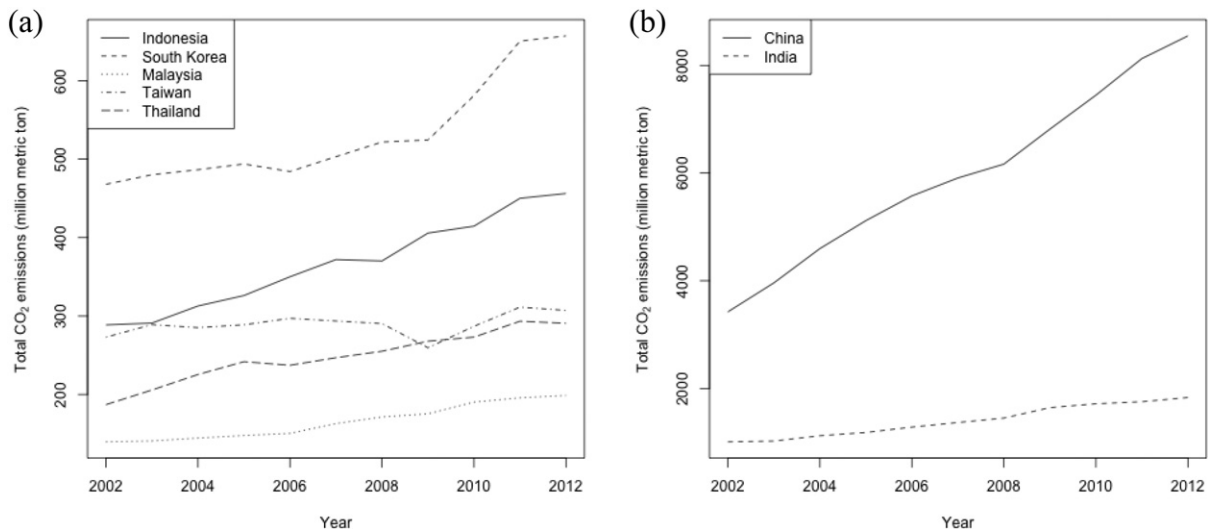 (a)
Indonesia
South Korea
Malaysia
Taiwan
Thailand
Total CO₂ emissions (million metric ton)
600
500
400
300
200
2002 2004 2006 2008 2010 2012
Year
(b)
China
India
Total CO₂ emissions (million metric ton)
8000
6000
4000
2000
2002 2004 2006 2008 2010 2012
Year